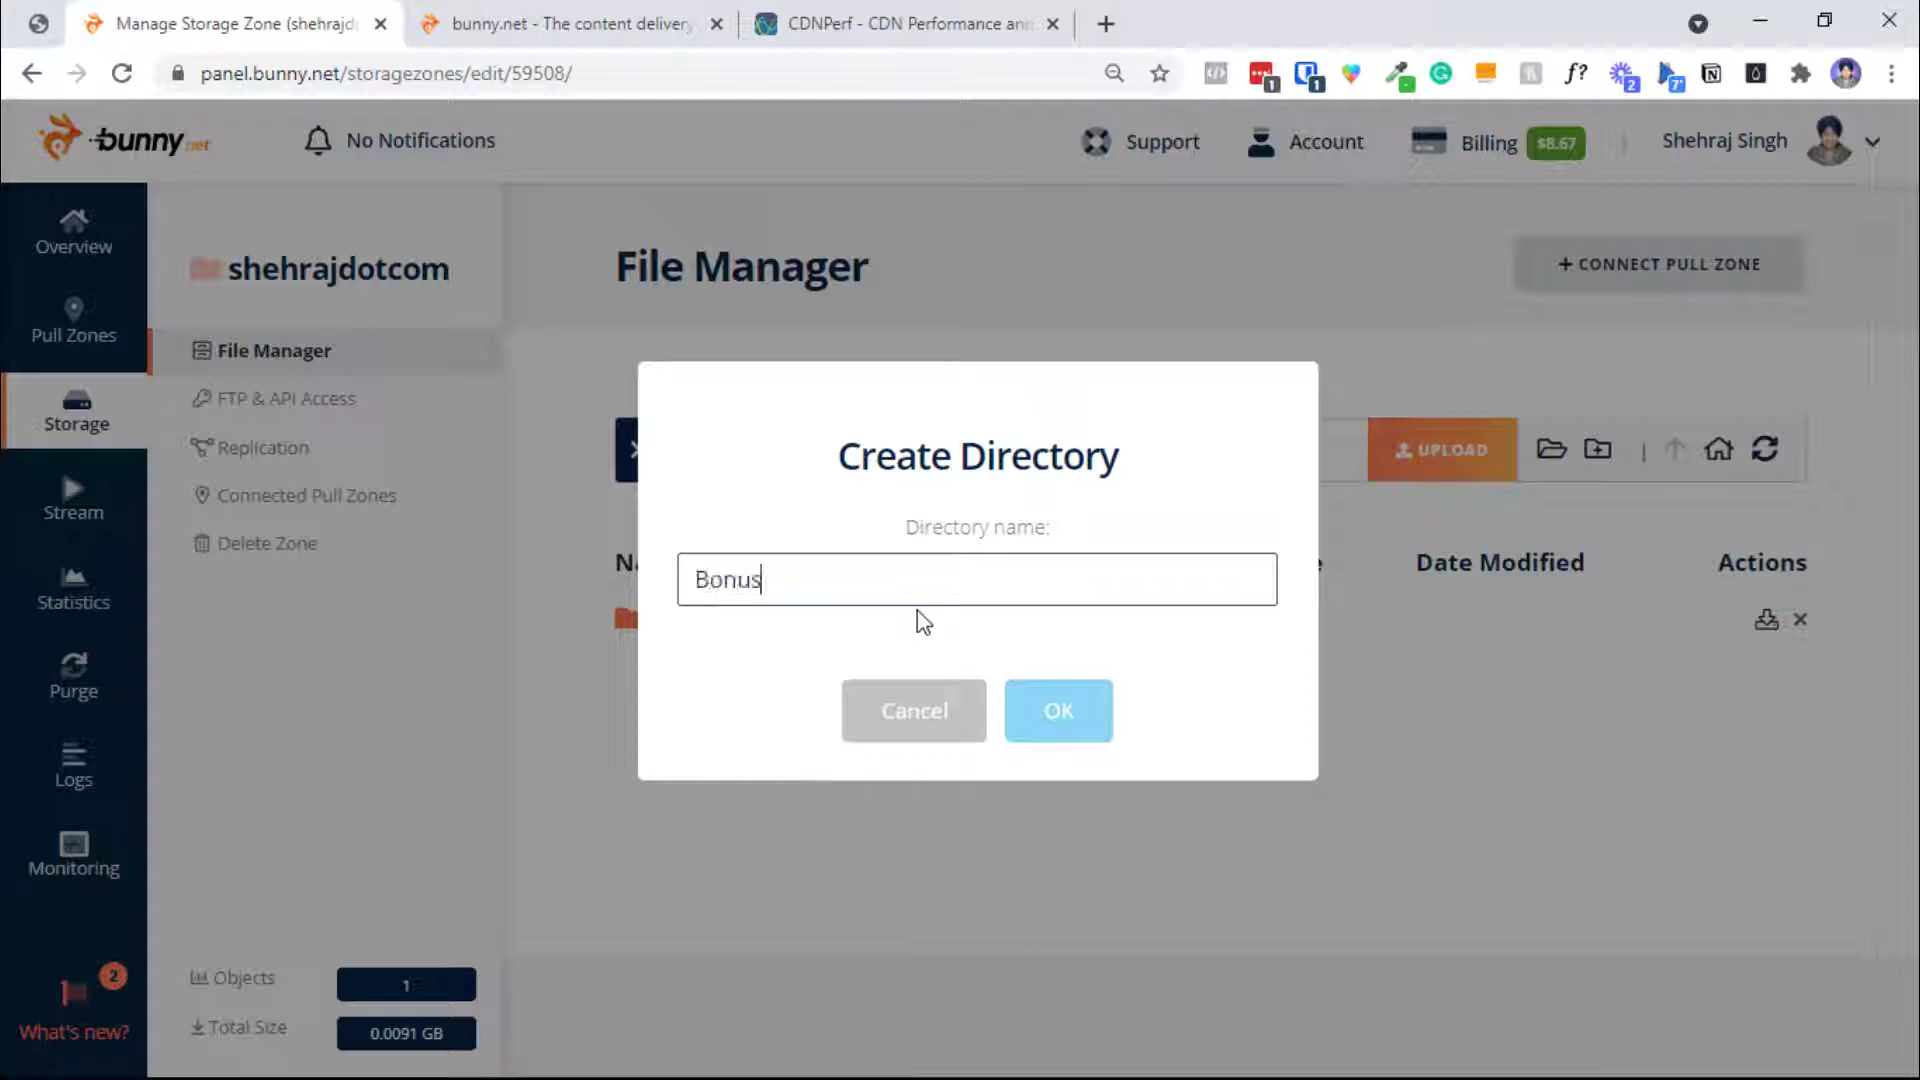 Manage Storage Zone (shehrajd
bunny.net - The content delivery
CDNPerf - CDN Performance an
panel.bunny.net/storagezones/edit/59508/
f?
1
1
2
7
bunny.net
No Notifications
Support
Account
Billing
$8.67
Shehraj Singh
Overview
Pull Zones
Storage
Stream
Statistics
Purge
Logs
Monitoring
2
What's new?
shehrajdotcom
File Manager
FTP & API Access
Replication
Connected Pull Zones
Delete Zone
Objects
1
Total Size
0.0091 GB
File Manager
+ CONNECT PULL ZONE
UPLOAD
Date Modified
Actions
Create Directory
Directory name:
Bonus
Cancel
OK